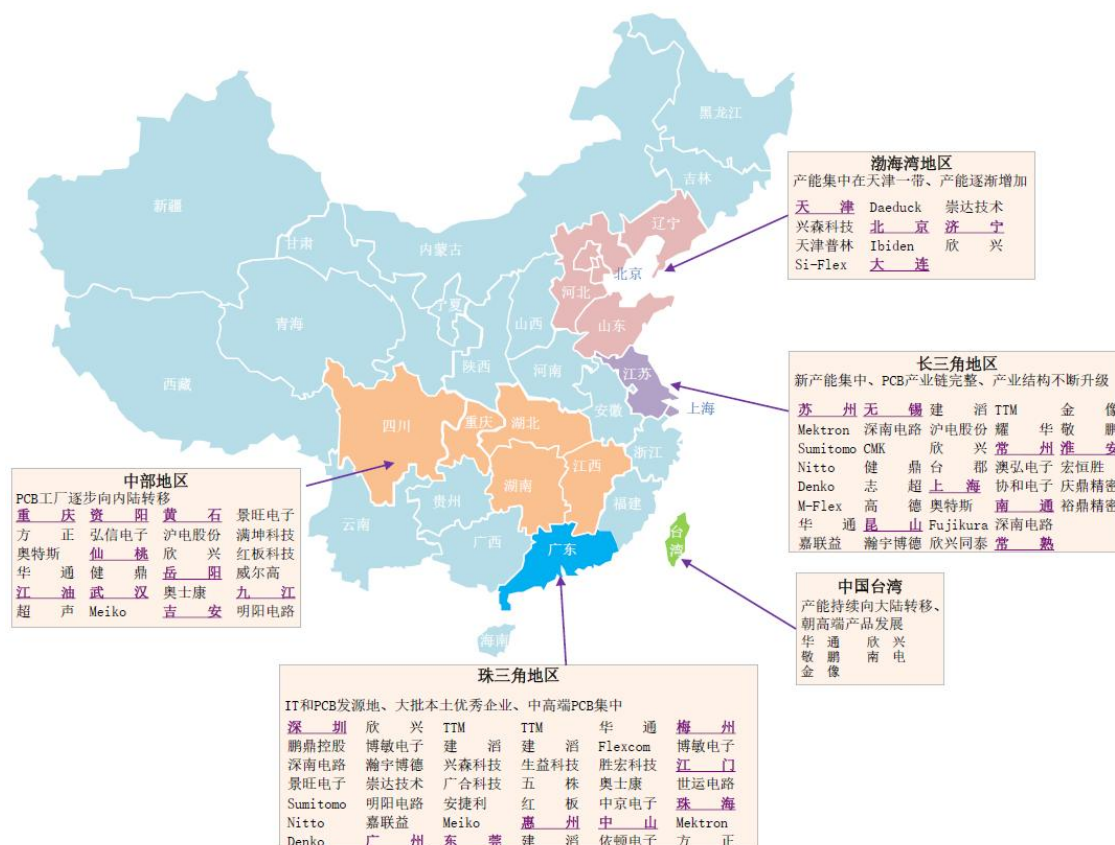 黑龙江
吉林
辽宁
新疆
甘肃
内蒙古
北京
宁夏
河北
青海
山西
山东
陕西
河南
江苏
西藏
上海
安徽
四川
重庆
湖北
浙江
江西
湖南
贵州
福建
云南
广西
广东
台湾
海南
渤海湾地区
产能集中在天津一带、产能逐渐增加
天津 Daeduck 崇达技术
兴森科技 北京 济宁
天津普林 Ibiden 欣兴
Si-Flex 大连
长三角地区
新产能集中、PCB产业链完整、产业结构不断升级
苏州 无锡 建滔 TTM 金像
Mektron 深南电路 沪电股份 耀华 敬鹏
Sumitomo CMK 欣兴 常州 淮安
Nitto 健鼎 台郡 澳弘电子 宏恒胜
Denko 志超 上海 协和电子 庆鼎精密
M-Flex 高德 奥特斯 南通 裕鼎精密
华通 昆山 Fujikura 深南电路
嘉联益 瀚宇博德 欣兴同泰 常熟
中部地区
PCB工厂逐步向内陆转移
重庆 资阳 黄石 景旺电子
方正 弘信电子 沪电股份 满坤科技
奥特斯 仙桃 欣兴 红板科技
华通 健鼎 岳阳 威尔高
江油 武汉 奥士康 九江
超声 Meiko 吉安 明阳电路
中国台湾
产能持续向大陆转移、
朝高端产品发展
华通 欣兴
敬鹏 南电
金像
珠三角地区
IT和PCB发源地、大批本土优秀企业、中高端PCB集中
深圳 欣兴 TTM TTM 华通 梅州
鹏鼎控股 博敏电子 建滔 建滔 Flexcom 博敏电子
深南电路 瀚宇博德 兴森科技 生益科技 胜宏科技 江门
景旺电子 崇达技术 广合科技 五株 奥士康 世运电路
Sumitomo 明阳电路 安捷利 红板 中京电子 珠海
Nitto 嘉联益 Meiko 惠州 中山 Mektron
Denko 广州 东莞 建滔 依顿电子 方正